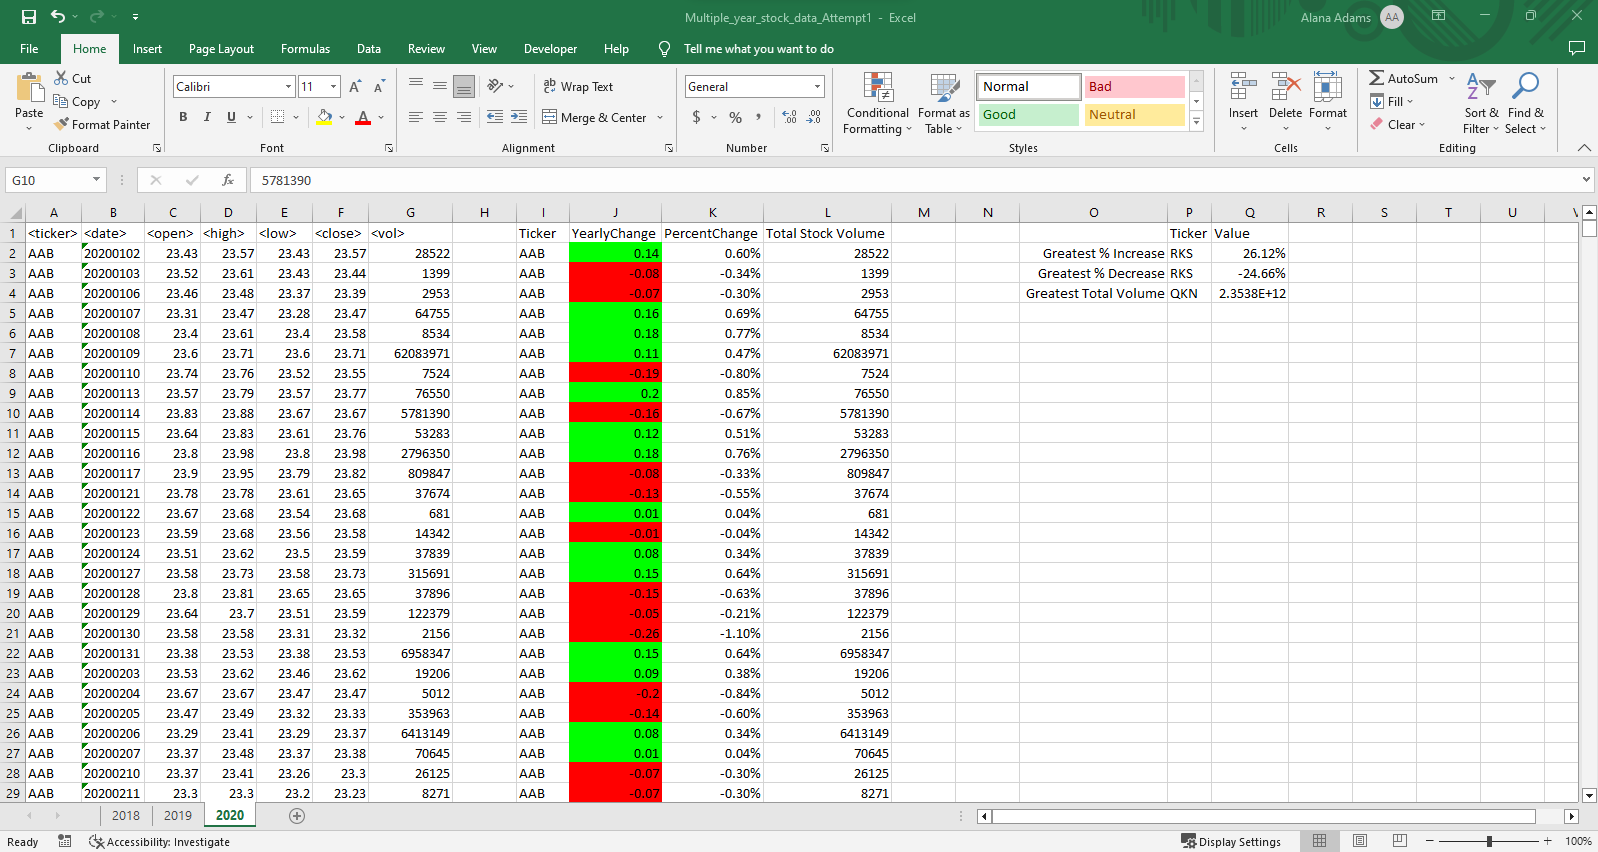 Multiple_year_stock_data_Attempt1 - Excel
Alana Adams AA
File Home Insert Page Layout Formulas Data Review View Developer Help Tell me what you want to do
Paste Cut Copy Format Painter Clipboard
Calibri 11 B I U A Font
Wrap Text Merge & Center Alignment
General $ % Number
Conditional Formatting Format as Table Normal Bad Good Neutral Styles
Insert Delete Format Cells
AutoSum Fill Clear Sort & Filter Find & Select Editing
G10 fx 5781390
A B C D E F G H I J K L M N O P Q R S T U
1 <ticker> <date> <open> <high> <low> <close> <vol> Ticker YearlyChange PercentChange Total Stock Volume Ticker Value
2 AAB 20200102 23.43 23.57 23.43 23.57 28522 AAB 0.14 0.60% 28522 Greatest % Increase RKS 26.12%
3 AAB 20200103 23.52 23.61 23.43 23.44 1399 AAB -0.08 -0.34% 1399 Greatest % Decrease RKS -24.66%
4 AAB 20200106 23.46 23.48 23.37 23.39 2953 AAB -0.07 -0.30% 2953 Greatest Total Volume QKN 2.3538E+12
5 AAB 20200107 23.31 23.47 23.28 23.47 64755 AAB 0.16 0.69% 64755
6 AAB 20200108 23.4 23.61 23.4 23.58 8534 AAB 0.18 0.77% 8534
7 AAB 20200109 23.6 23.71 23.6 23.71 62083971 AAB 0.11 0.47% 62083971
8 AAB 20200110 23.74 23.76 23.52 23.55 7524 AAB -0.19 -0.80% 7524
9 AAB 20200113 23.57 23.79 23.57 23.77 76550 AAB 0.2 0.85% 76550
10 AAB 20200114 23.83 23.88 23.67 23.67 5781390 AAB -0.16 -0.67% 5781390
11 AAB 20200115 23.64 23.83 23.61 23.76 53283 AAB 0.12 0.51% 53283
12 AAB 20200116 23.8 23.98 23.8 23.98 2796350 AAB 0.18 0.76% 2796350
13 AAB 20200117 23.9 23.95 23.79 23.82 809847 AAB -0.08 -0.33% 809847
14 AAB 20200121 23.78 23.78 23.61 23.65 37674 AAB -0.13 -0.55% 37674
15 AAB 20200122 23.67 23.68 23.54 23.68 681 AAB 0.01 0.04% 681
16 AAB 20200123 23.59 23.68 23.56 23.58 14342 AAB -0.01 -0.04% 14342
17 AAB 20200124 23.51 23.62 23.5 23.59 37839 AAB 0.08 0.34% 37839
18 AAB 20200127 23.58 23.73 23.58 23.73 315691 AAB 0.15 0.64% 315691
19 AAB 20200128 23.8 23.81 23.65 23.65 37896 AAB -0.15 -0.63% 37896
20 AAB 20200129 23.64 23.7 23.51 23.59 122379 AAB -0.05 -0.21% 122379
21 AAB 20200130 23.58 23.58 23.31 23.32 2156 AAB -0.26 -1.10% 2156
22 AAB 20200131 23.38 23.53 23.38 23.53 6958347 AAB 0.15 0.64% 6958347
23 AAB 20200203 23.53 23.62 23.46 23.62 19206 AAB 0.09 0.38% 19206
24 AAB 20200204 23.67 23.67 23.47 23.47 5012 AAB -0.2 -0.84% 5012
25 AAB 20200205 23.47 23.49 23.32 23.33 353963 AAB -0.14 -0.60% 353963
26 AAB 20200206 23.29 23.41 23.29 23.37 6413149 AAB 0.08 0.34% 6413149
27 AAB 20200207 23.37 23.48 23.37 23.38 70645 AAB 0.01 0.04% 70645
28 AAB 20200210 23.37 23.41 23.26 23.3 26125 AAB -0.07 -0.30% 26125
29 AAB 20200211 23.3 23.3 23.2 23.23 8271 AAB -0.07 -0.30% 8271
2018 2019 2020
Ready Accessibility: Investigate Display Settings 100%